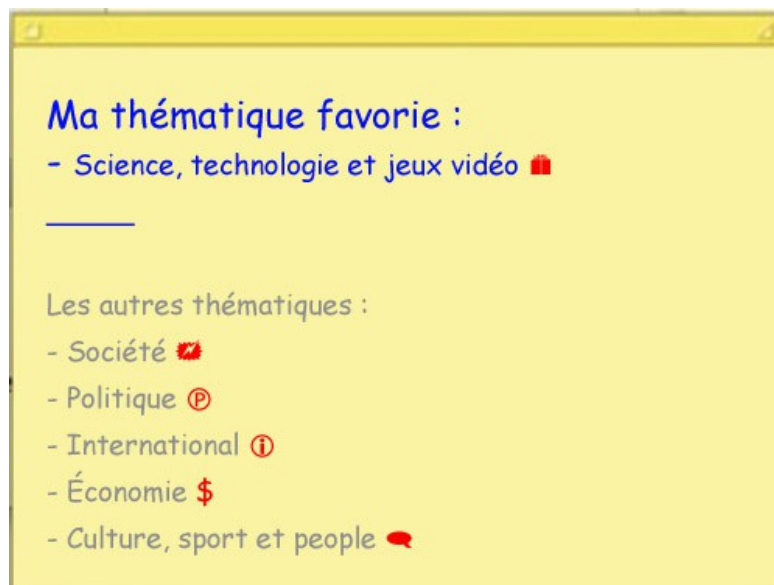 Ma thématique favorie :
- Science, technologie et jeux vidéo
Les autres thématiques :
- Société
- Politique Ⓟ
- International ⓘ
- Économie $
- Culture, sport et people